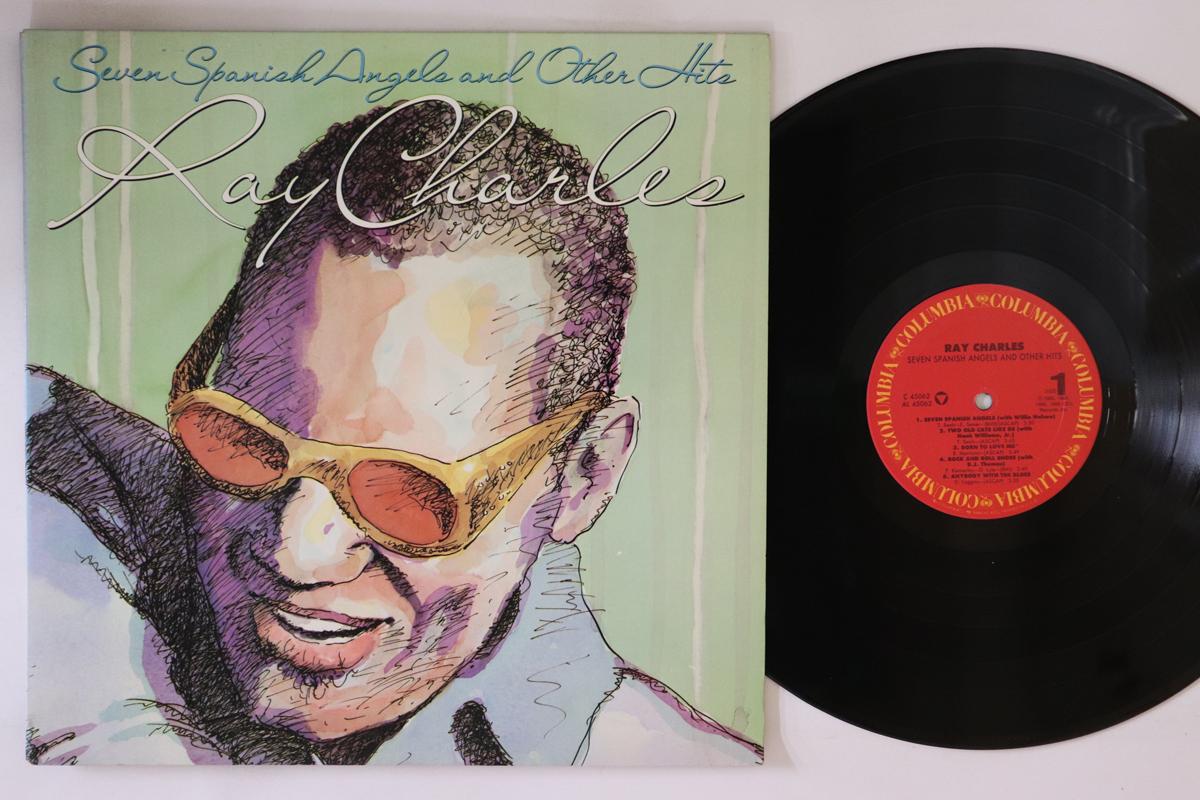 Seven Spanish Angels and Other Hits
Ray Charles
COLUMBIA COLUMBIA COLUMBIA COLUMBIA COLUMBIA COLUMBIA
RAY CHARLES
SEVEN SPANISH ANGELS AND OTHER HITS
C 45062
AL 45062
SIDE 1
1. SEVEN SPANISH ANGELS (with Willie Nelson)
2. TWO OLD CATS LIKE US (with
Hank Williams, Jr.)
3. BORN TO LOVE ME
4. ROCK AND ROLL SHOES (with
B.J. Thomas)
5. ANYBODY WITH THE BLUES